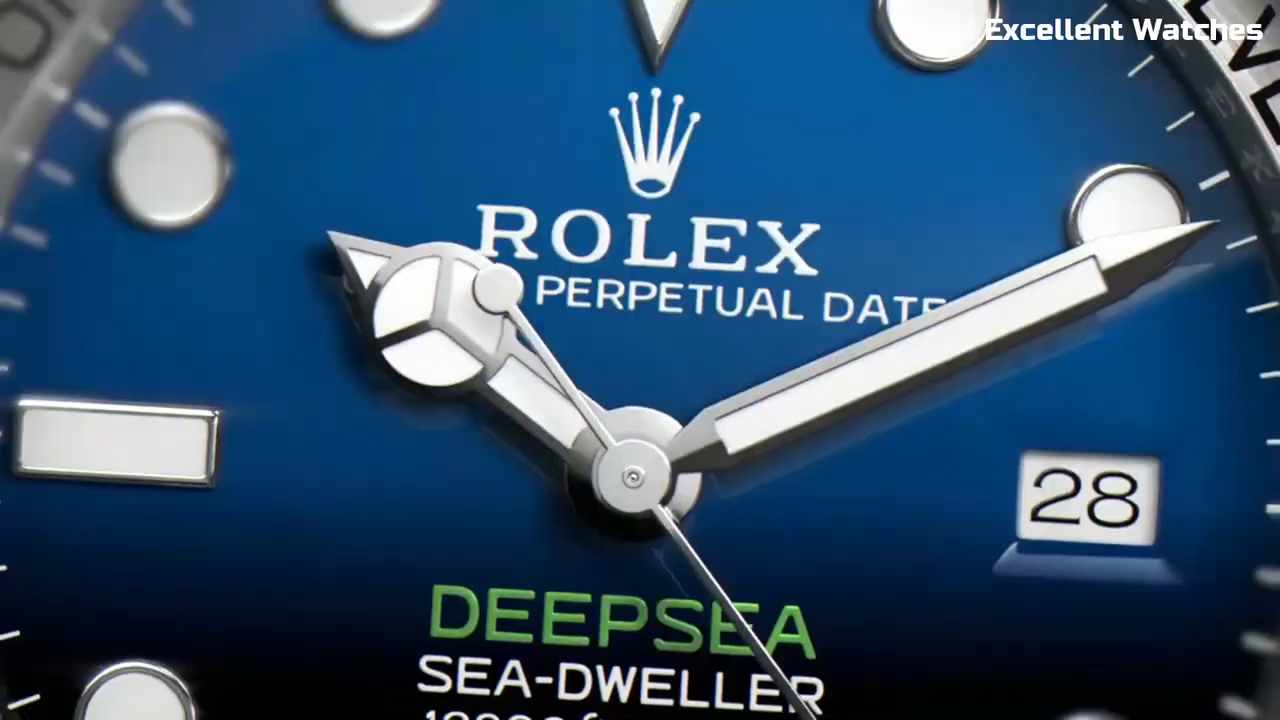 Excellent Watches
ROLEX
PERPETUAL DATE
28
DEEPSEA
SEA-DWELLER